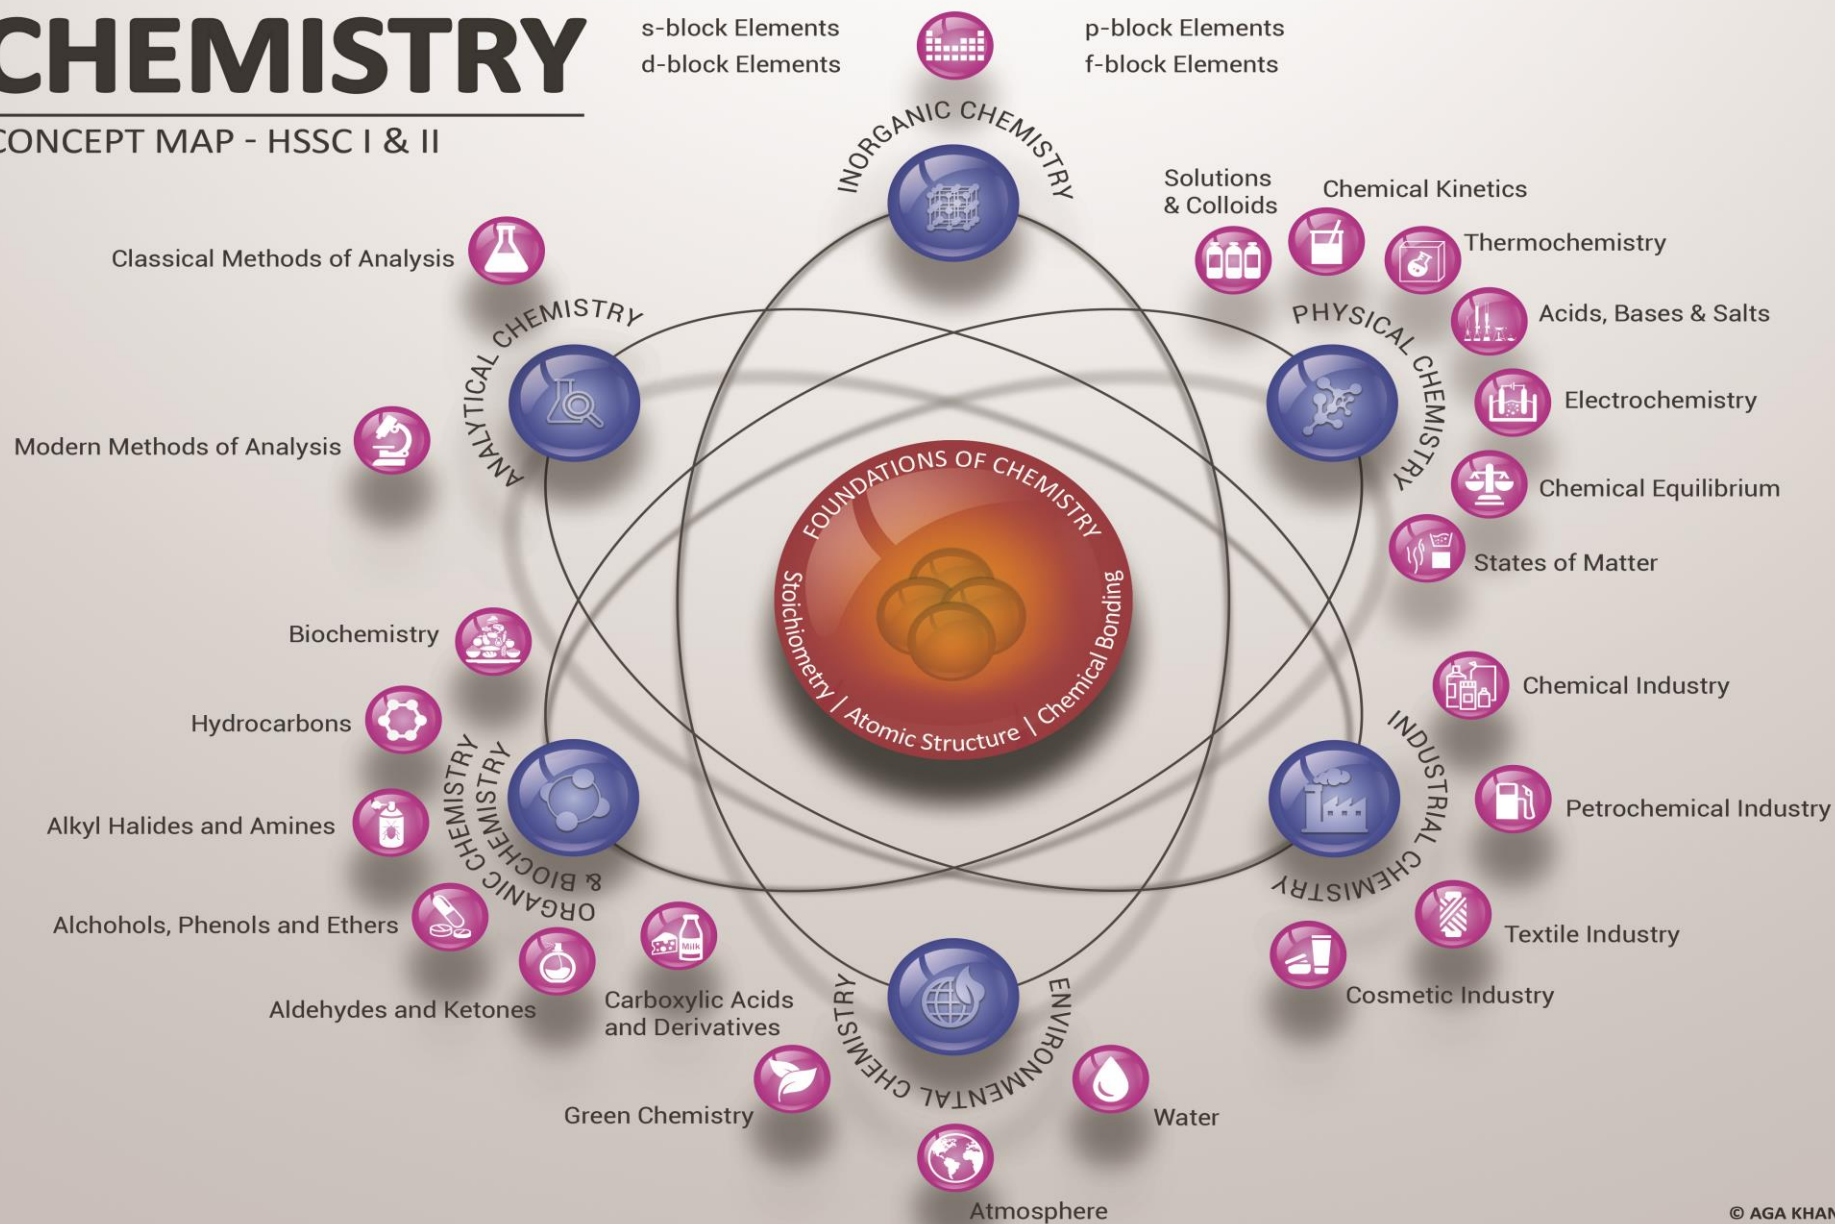 CHEMISTRY
CONCEPT MAP - HSSC I & II
s-block Elements
d-block Elements
p-block Elements
f-block Elements
INORGANIC CHEMISTRY
Solutions
& Colloids
Chemical Kinetics
Thermochemistry
Acids, Bases & Salts
Electrochemistry
Chemical Equilibrium
States of Matter
PHYSICAL CHEMISTRY
Classical Methods of Analysis
Modern Methods of Analysis
ANALYTICAL CHEMISTRY
FOUNDATIONS OF CHEMISTRY
Stoichiometry | Atomic Structure | Chemical Bonding
Biochemistry
Hydrocarbons
Alkyl Halides and Amines
Alchohols, Phenols and Ethers
Aldehydes and Ketones
Milk
Carboxylic Acids
and Derivatives
ORGANIC CHEMISTRY
& BIOCHEMISTRY
Chemical Industry
Petrochemical Industry
Textile Industry
Cosmetic Industry
INDUSTRIAL CHEMISTRY
ENVIRONMENTAL CHEMISTRY
Green Chemistry
Atmosphere
Water
© AGA KHAN